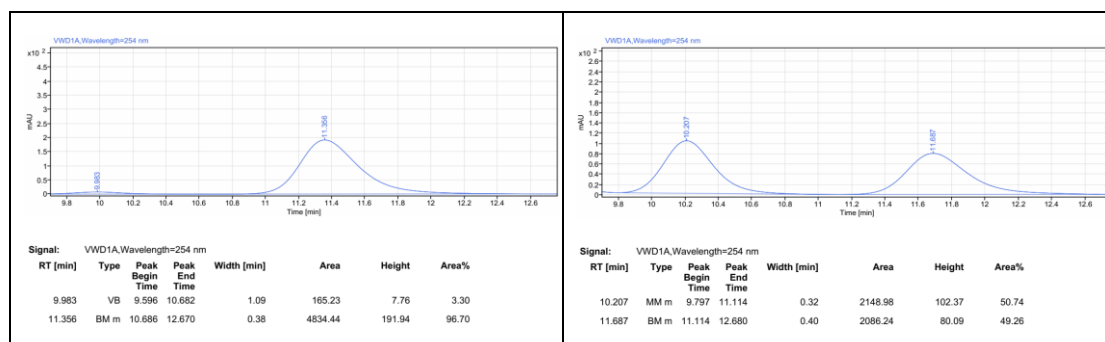 VWD1A,Wavelength=254 nm
x10 2
5
4.5
4
3.5
3
2.5
2
1.5
1
0.5
0
mAU
9.983
11.356
9.8 10 10.2 10.4 10.6 10.8 11 11.2 11.4 11.6 11.8 12 12.2 12.4 12.6
Time [min]
Signal: VWD1A,Wavelength=254 nm
RT [min] Type Peak Begin Time Peak End Time Width [min] Area Height Area%
9.983 VB 9.596 10.682 1.09 165.23 7.76 3.30
11.356 BM m 10.686 12.670 0.38 4834.44 191.94 96.70
VWD1A,Wavelength=254 nm
x10 2
2.8
2.6
2.4
2.2
2
1.8
1.6
1.4
1.2
1
0.8
0.6
0.4
0.2
0
mAU
10.207
11.687
9.8 10 10.2 10.4 10.6 10.8 11 11.2 11.4 11.6 11.8 12 12.2 12.4 12.6
Time [min]
Signal: VWD1A,Wavelength=254 nm
RT [min] Type Peak Begin Time Peak End Time Width [min] Area Height Area%
10.207 MM m 9.797 11.114 0.32 2148.98 102.37 50.74
11.687 BM m 11.114 12.680 0.40 2086.24 80.09 49.26